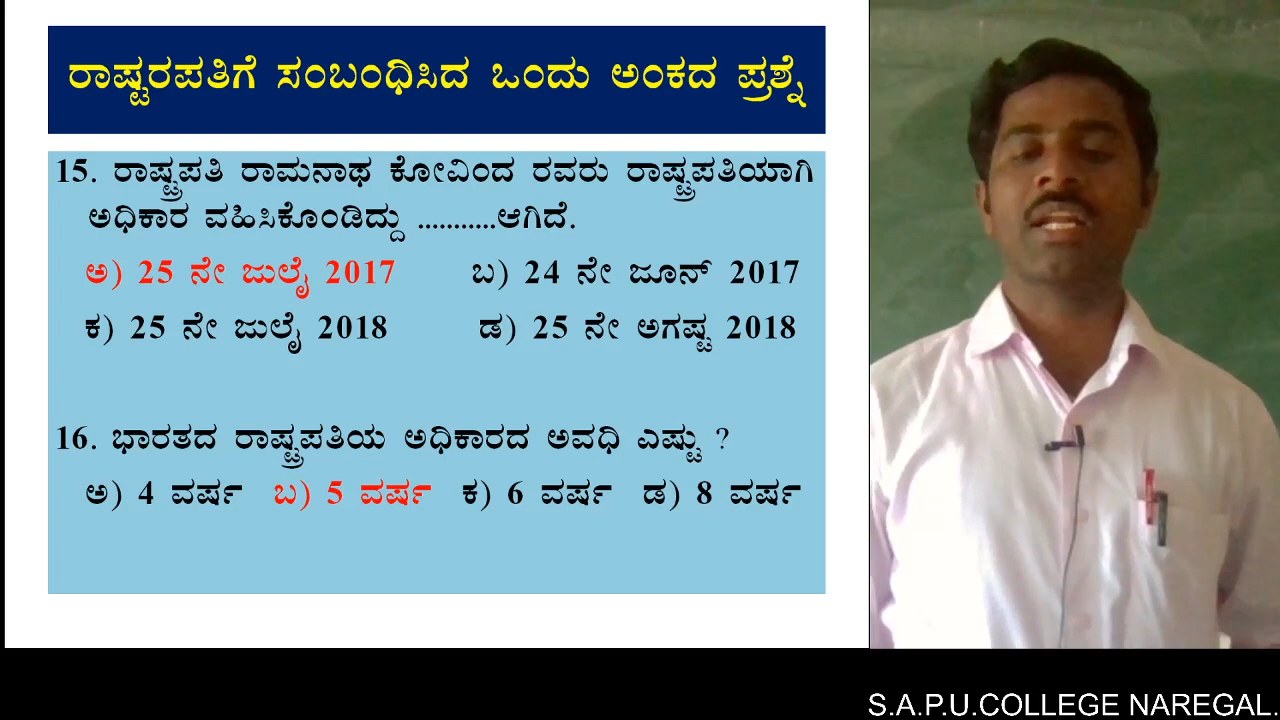 ರಾಷ್ಟರಪತಿಗೆ ಸಂಬಂಧಿಸಿದ ಒಂದು ಅಂಕದ ಪ್ರಶ್ನೆ
15. ರಾಷ್ಟ್ರಪತಿ ರಾಮನಾಥ ಕೋವಿಂದ ರವರು ರಾಷ್ಟ್ರಪತಿಯಾಗಿ
ಅಧಿಕಾರ ವಹಿಸಿಕೊಂಡಿದ್ದು ...........ಆಗಿದೆ.
ಅ) 25 ನೇ ಜುಲೈ 2017 ಬ) 24 ನೇ ಜೂನ್ 2017
ಕ) 25 ನೇ ಜುಲೈ 2018 ಡ) 25 ನೇ ಅಗಷ್ಟ 2018
16. ಭಾರತದ ರಾಷ್ಟ್ರಪತಿಯ ಅಧಿಕಾರದ ಅವಧಿ ಎಷ್ಟು ?
ಅ) 4 ವರ್ಷ ಬ) 5 ವರ್ಷ ಕ) 6 ವರ್ಷ ಡ) 8 ವರ್ಷ
S.A.P.U.COLLEGE NAREGAL.